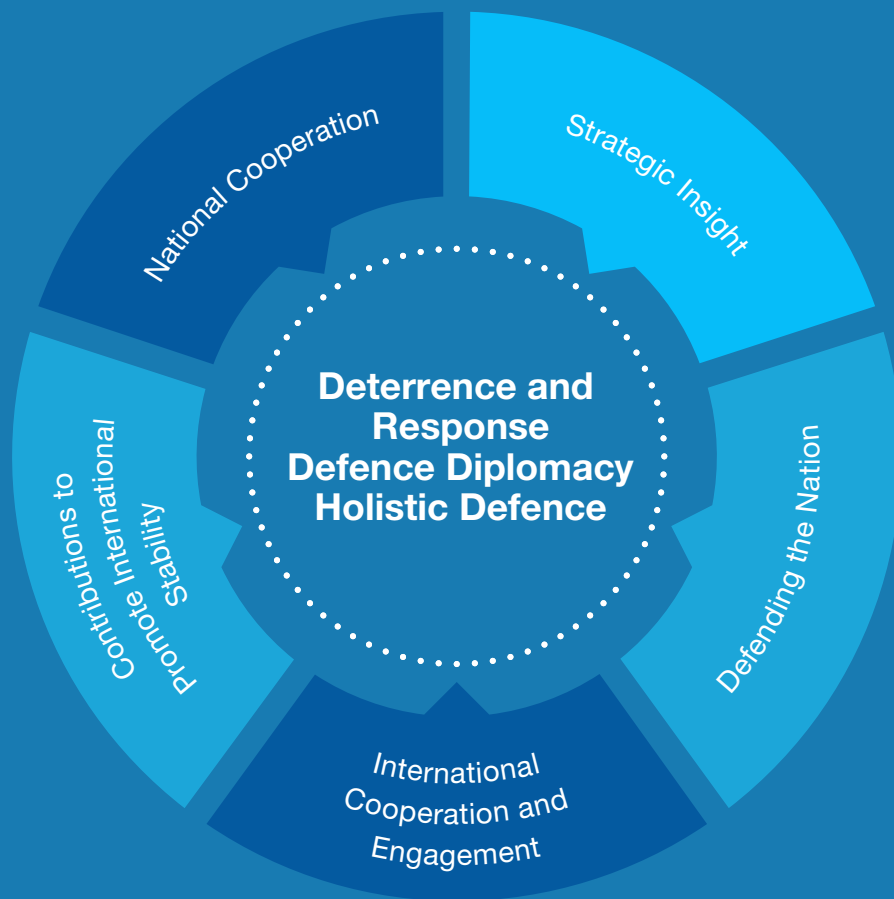 National Cooperation
Strategic Insight
Deterrence and
Response
Defence Diplomacy
Holistic Defence
Contributions to
Promote International
Stability
Defending the Nation
International
Cooperation and
Engagement